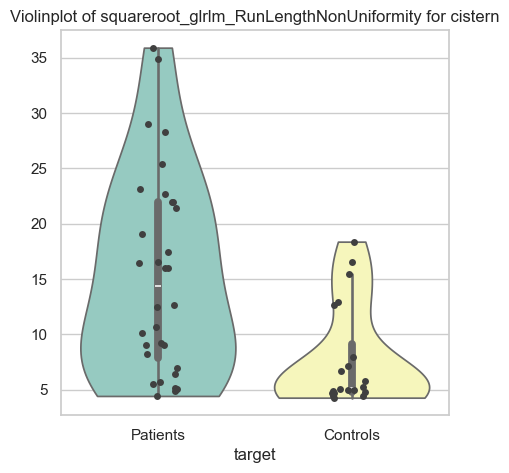 Violinplot of squareroot_glrlm_RunLengthNonUniformity for cistern
35
30
25
20
15
10
5
Patients
Controls
target